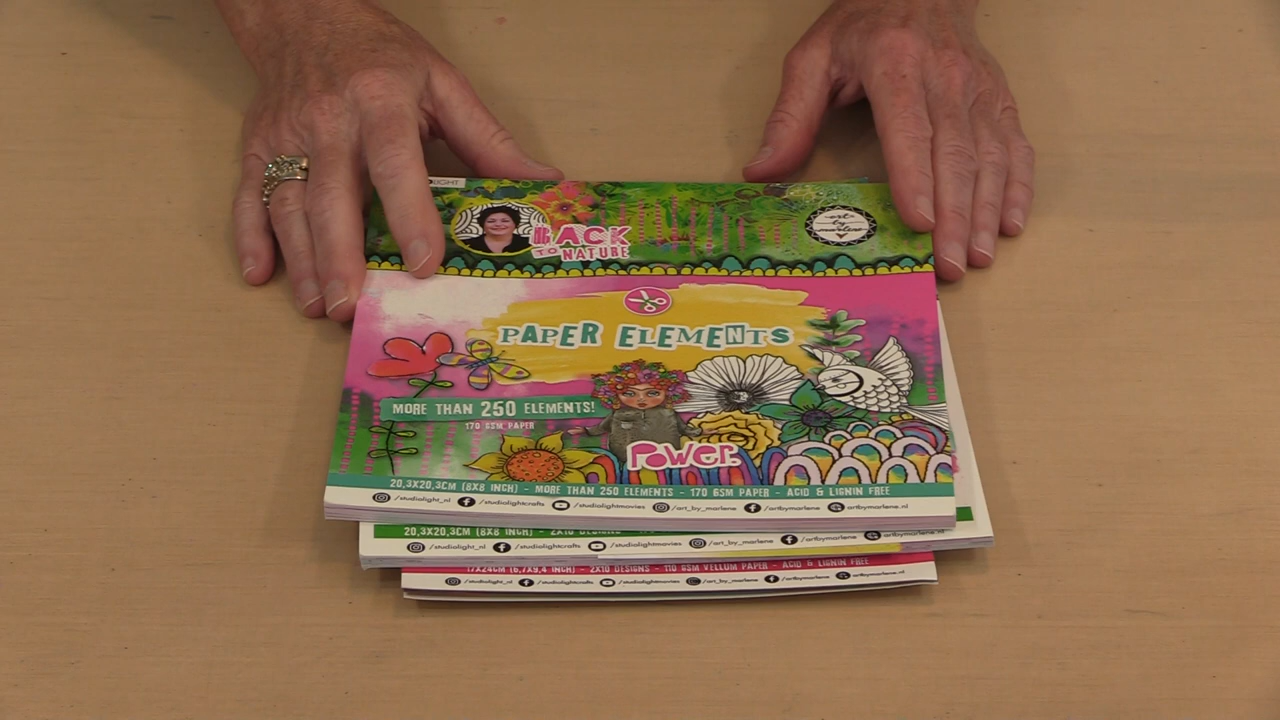 LIGHT
BACK
TO NATURE
art
by
marlene
PAPER ELEMENTS
MORE THAN 250 ELEMENTS!
170 GSM PAPER
POWER.
20,3X20,3CM (8X8 INCH) - MORE THAN 250 ELEMENTS - 170 GSM PAPER - ACID & LIGNIN FREE
/studiolight_nl /studiolightcrafts /studiolightmovies /art_by_marlene /artbymarlene artbymarlene.nl
20,3X20,3CM (8X8 INCH) - 2X10 DESIGNS
/studiolight_nl /studiolightcrafts /studiolightmovies /art_by_marlene /artbymarlene artbymarlene.nl
17X24CM (6,7X9,4 INCH) - 2X10 DESIGNS - 110 GSM VELLUM PAPER - ACID & LIGNIN FREE
/studiolight_nl /studiolightcrafts /studiolightmovies /art_by_marlene /artbymarlene artbymarlene.nl